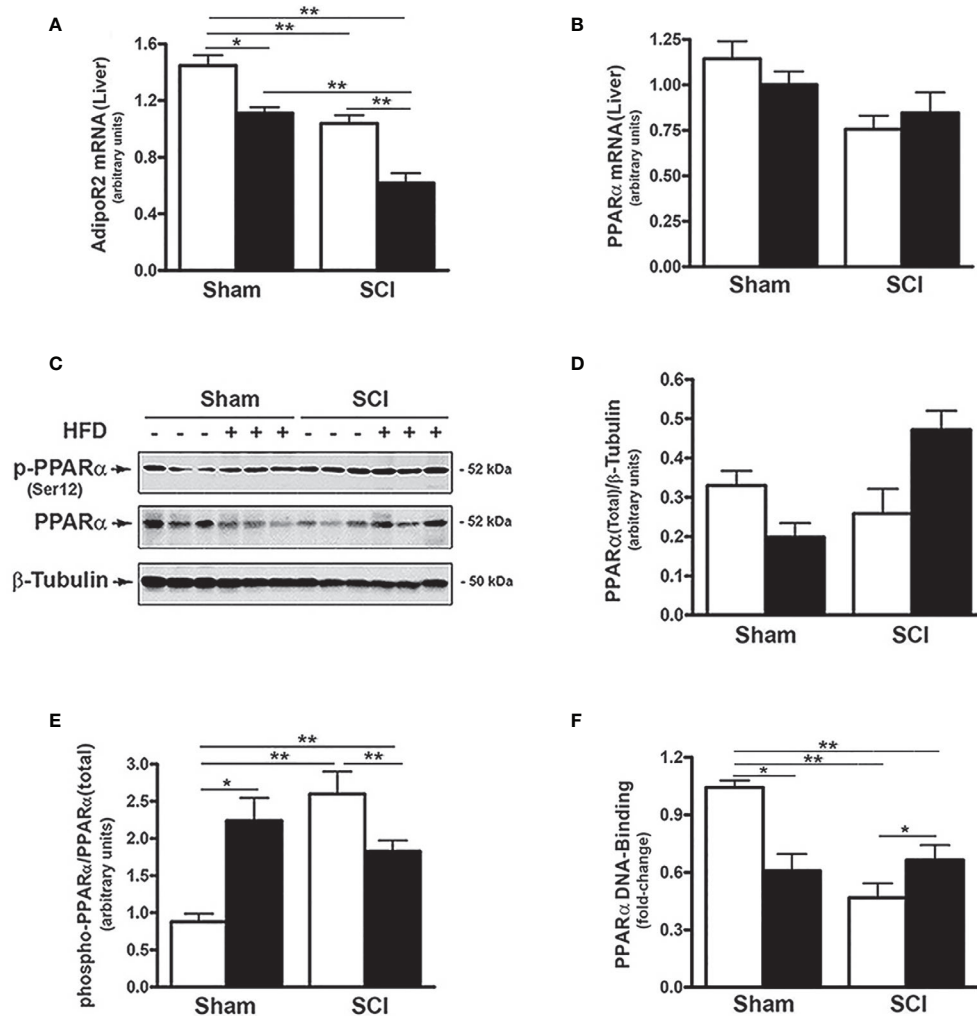 A
AdipoR2 mRNA (Liver)
(arbitrary units)
1.6
1.2
0.8
0.4
0.0
**
**
*
**
**
Sham SCI
B
PPARα mRNA (Liver)
(arbitrary units)
1.25
1.00
0.75
0.50
0.25
0.00
Sham SCI
C
Sham SCI
HFD - - - + + + - - - + + +
p-PPARα - 52 kDa
(Ser12)
PPARα - 52 kDa
β-Tubulin - 50 kDa
D
PPARα(Total)/β-Tubulin
(arbitrary units)
0.6
0.5
0.4
0.3
0.2
0.1
0.0
Sham SCI
E
phospho-PPARα/PPARα(total)
(arbitrary units)
3.0
2.5
2.0
1.5
1.0
0.5
0.0
**
** **
*
Sham SCI
F
PPARα DNA-Binding
(fold-change)
1.2
0.9
0.6
0.3
0.0
**
**
*
*
Sham SCI